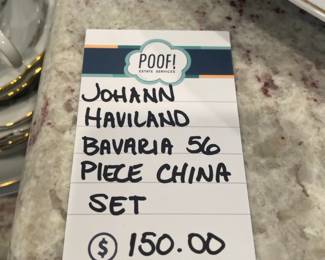 POOF!
ESTATE SERVICES
JOHANN
HAVILAND
BAVARIA 56
PIECE CHINA
SET
$ 150.00